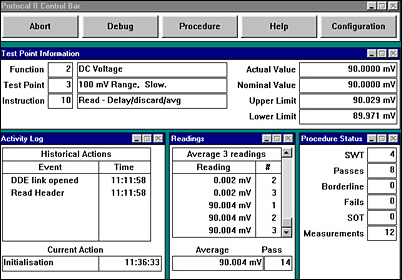 Portocal II Control Bar
Abort Debug Procedure Help Configuration
Test Point Information
Function 2 DC Voltage Actual Value 90.0000 mV
Test Point 3 100 mV Range, Slow. Nominal Value 90.0000 mV
Instruction 10 Read - Delay/discard/avg Upper Limit 90.029 mV
Lower Limit 89.971 mV
Activity Log
Historical Actions
Event Time
DDE link opened 11:11:58
Read Header 11:11:58
Current Action
Initialisation 11:36:33
Readings
Average 3 readings
Reading #
0.002 mV 2
0.002 mV 3
90.004 mV 1
90.004 mV 2
90.004 mV 3
Average Pass
90.004 mV 14
Procedure Status
SWT 4
Passes 8
Borderline 0
Fails 0
SOT 0
Measurements 12